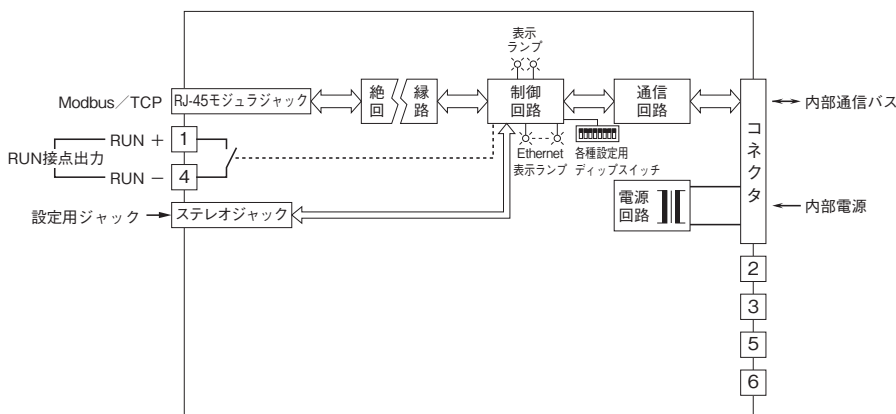 表示
ランプ
Modbus／TCP
RJ-45モジュラジャック
絶 縁
回 路
制御
回路
通信
回路
内部通信バス
コネクタ
RUN接点出力
RUN ＋
1
RUN －
4
Ethernet
表示ランプ
各種設定用
ディップスイッチ
設定用ジャック
ステレオジャック
電源
回路
内部電源
2
3
5
6